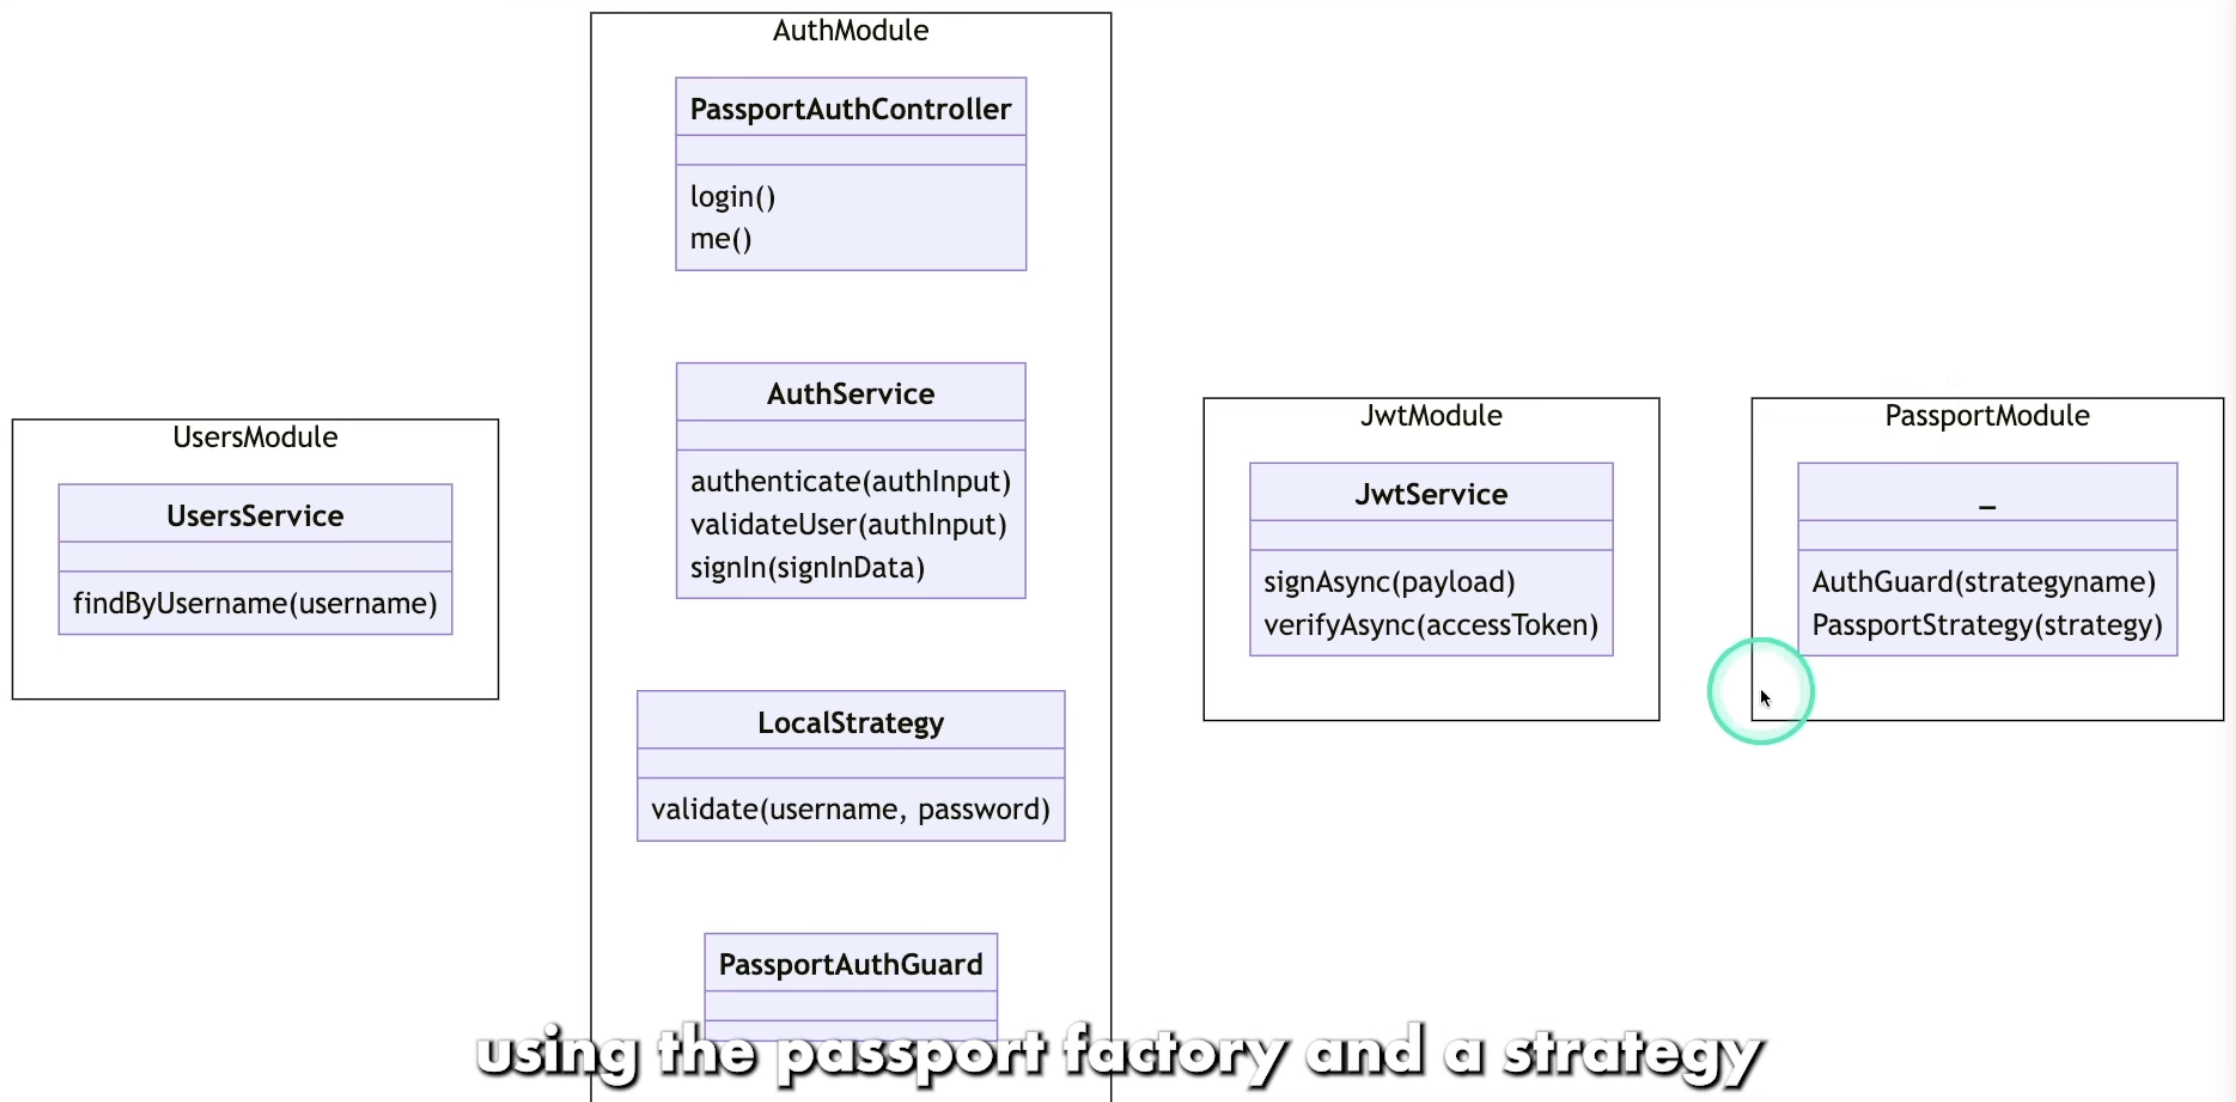 AuthModule
PassportAuthController
login()
me()
AuthService
authenticate(authInput)
validateUser(authInput)
signIn(signInData)
LocalStrategy
validate(username, password)
PassportAuthGuard
UsersModule
UsersService
findByUsername(username)
JwtModule
JwtService
signAsync(payload)
verifyAsync(accessToken)
PassportModule
_
AuthGuard(strategyname)
PassportStrategy(strategy)
using the passport factory and a strategy